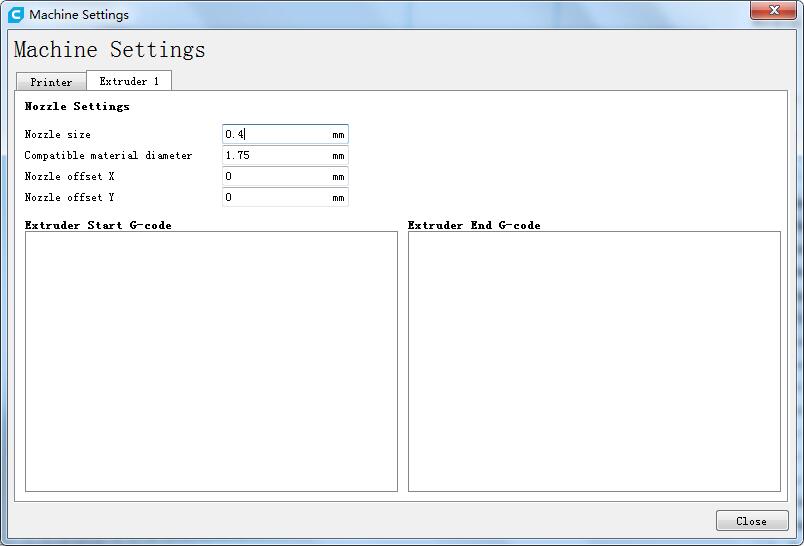 Machine Settings
Machine Settings
Printer
Extruder 1
Nozzle Settings
Nozzle size 0.4 mm
Compatible material diameter 1.75 mm
Nozzle offset X 0 mm
Nozzle offset Y 0 mm
Extruder Start G-code
Extruder End G-code
Close